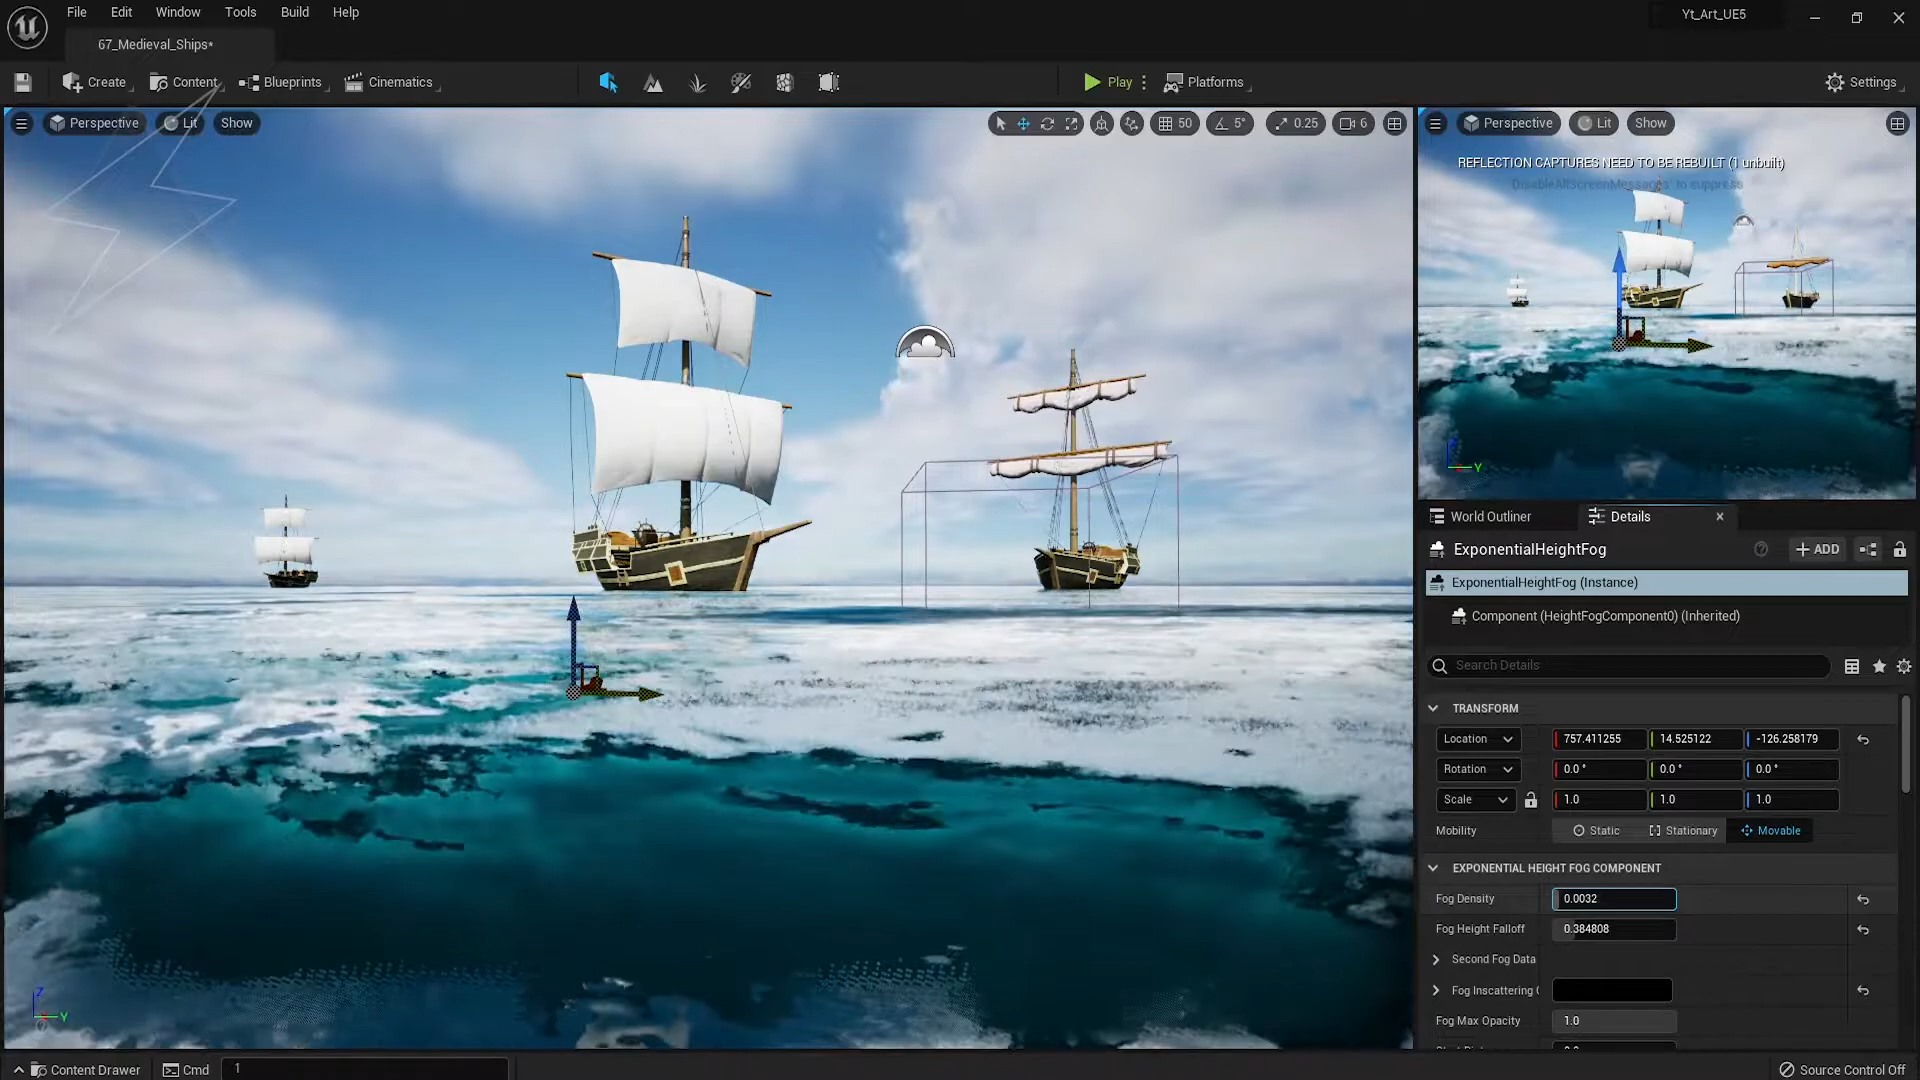 File Edit Window Tools Build Help
Yt_Art_UE5
67_Medieval_Ships*
Create Content Blueprints Cinematics Play Platforms Settings
Perspective Lit Show 50 5° 0.25 6
Perspective Lit Show
REFLECTION CAPTURES NEED TO BE REBUILT (1 unbuilt)
'DisableAllScreenMessages' to suppress
Y
World Outliner Details
ExponentialHeightFog ADD
ExponentialHeightFog (Instance)
Component (HeightFogComponent0) (Inherited)
Search Details
TRANSFORM
Location 757.411255 14.525122 -126.258179
Rotation 0.0 ° 0.0 ° 0.0 °
Scale 1.0 1.0 1.0
Mobility Static Stationary Movable
EXPONENTIAL HEIGHT FOG COMPONENT
Fog Density 0.0032
Fog Height Falloff 0.384808
Second Fog Data
Fog Inscattering
Fog Max Opacity 1.0
Z
Y
Content Drawer Cmd 1 Source Control Off